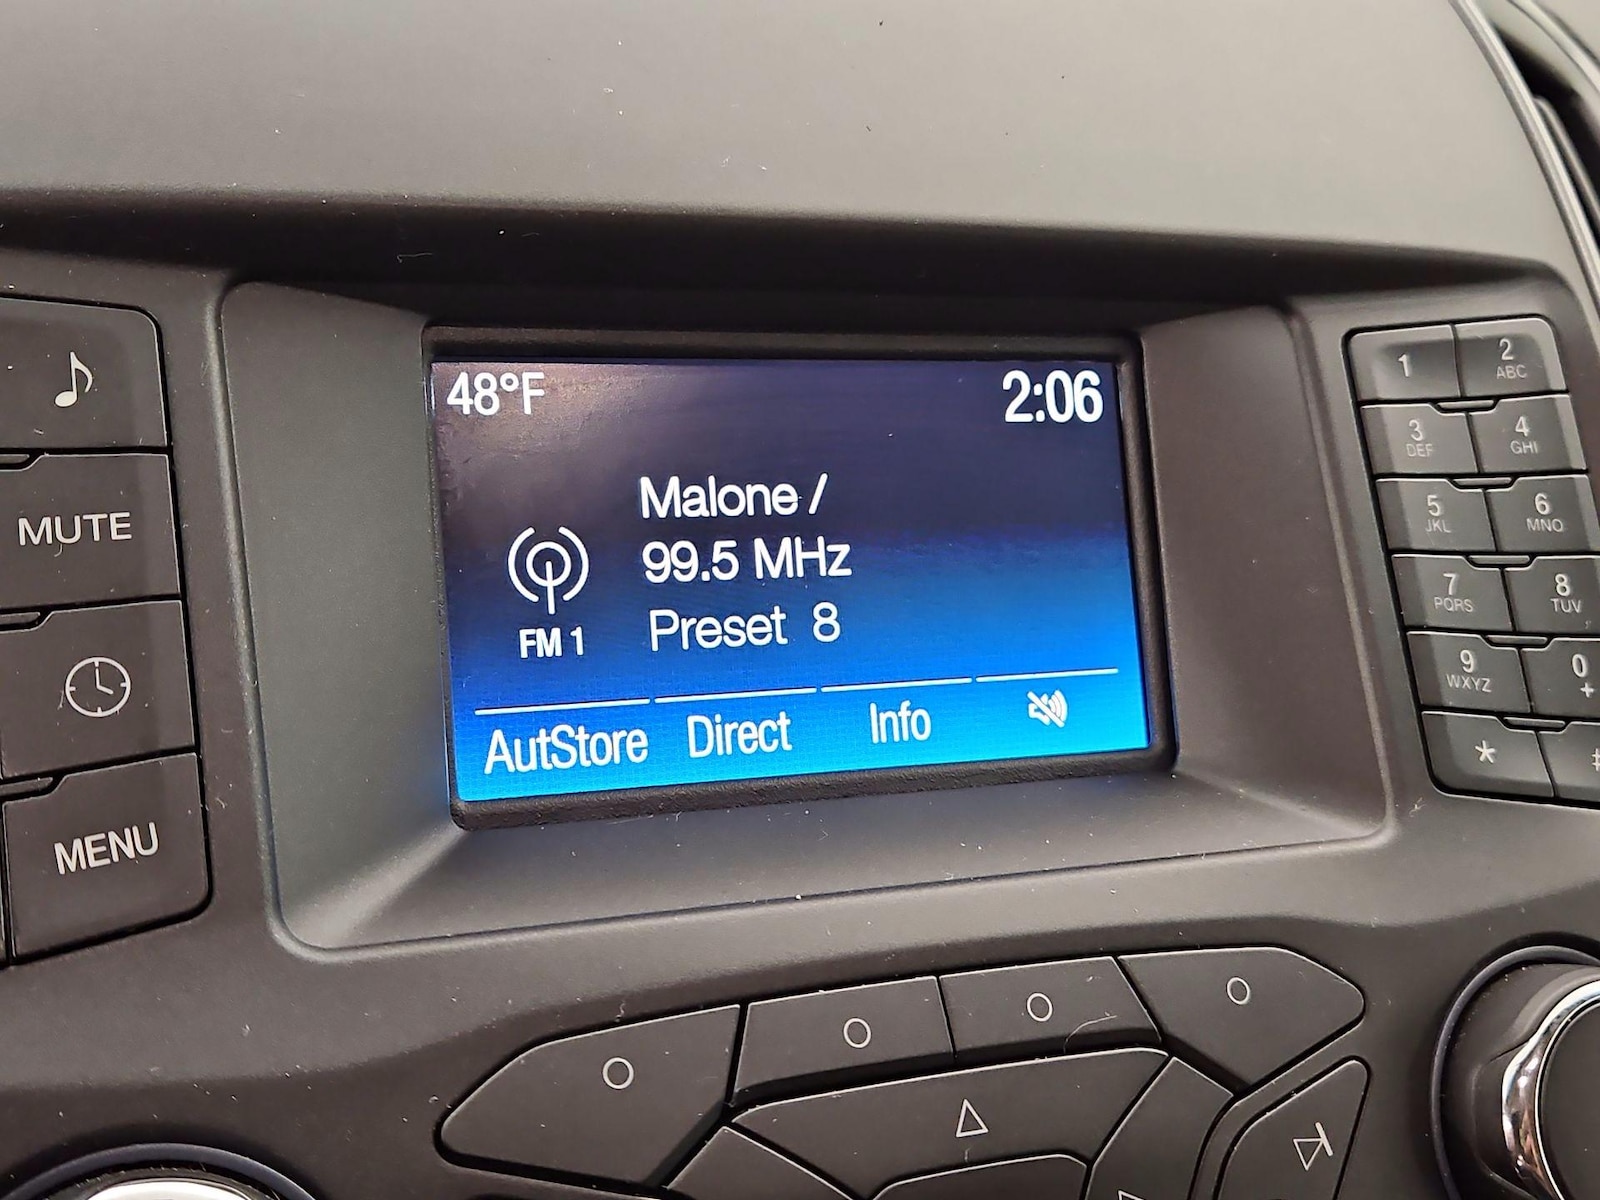 48°F
2:06
Malone /
99.5 MHz
FM 1
Preset 8
AutStore
Direct
Info
MUTE
MENU
1
2
ABC
3
DEF
4
GHI
5
JKL
6
MNO
7
PQRS
8
TUV
9
WXYZ
0
+
*
#